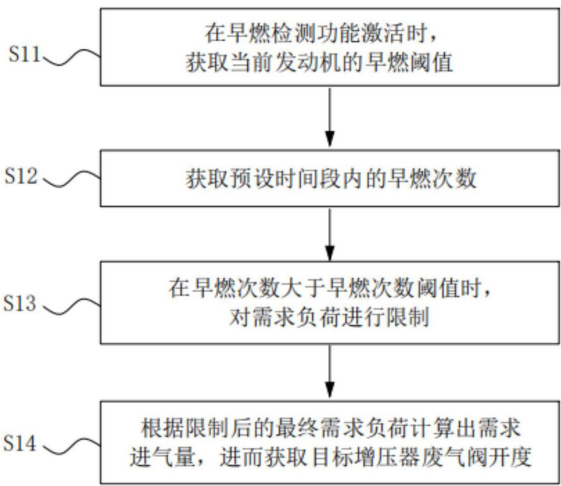 S11
在早燃检测功能激活时，
获取当前发动机的早燃阈值
S12
获取预设时间段内的早燃次数
S13
在早燃次数大于早燃次数阈值时，
对需求负荷进行限制
S14
根据限制后的最终需求负荷计算出需求
进气量，进而获取目标增压器废气阀开度